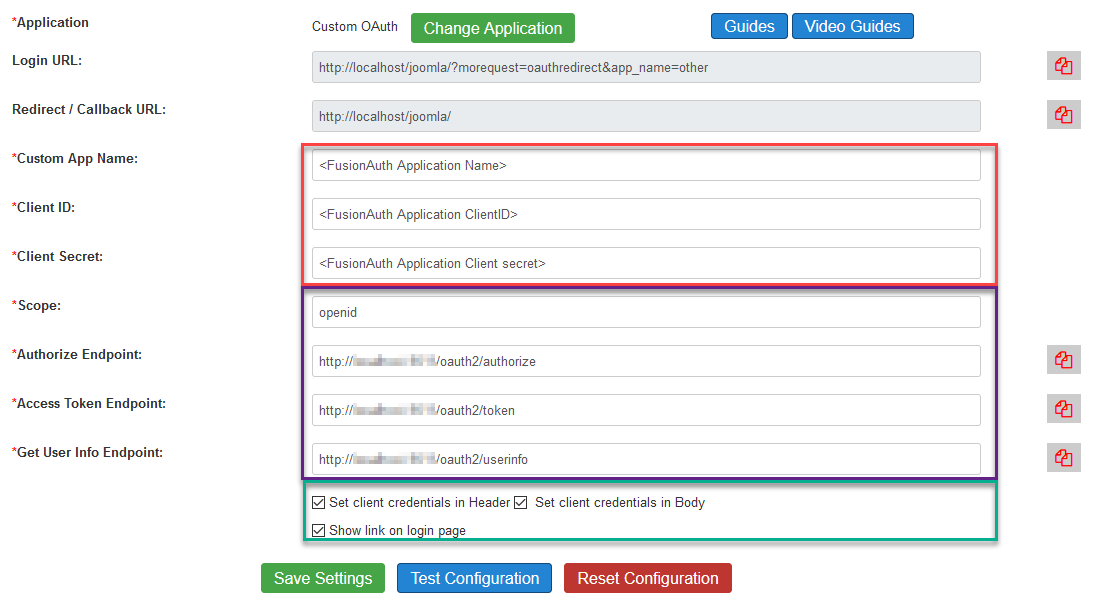 *Application Custom OAuth Change Application Guides Video Guides
Login URL: http://localhost/joomla/?morequest=oauthredirect&app_name=other
Redirect / Callback URL: http://localhost/joomla/
*Custom App Name: <FusionAuth Application Name>
*Client ID: <FusionAuth Application ClientID>
*Client Secret: <FusionAuth Application Client secret>
*Scope: openid
*Authorize Endpoint: http:// /oauth2/authorize
*Access Token Endpoint: http:// /oauth2/token
*Get User Info Endpoint: http:// /oauth2/userinfo
Set client credentials in Header Set client credentials in Body
Show link on login page
Save Settings Test Configuration Reset Configuration